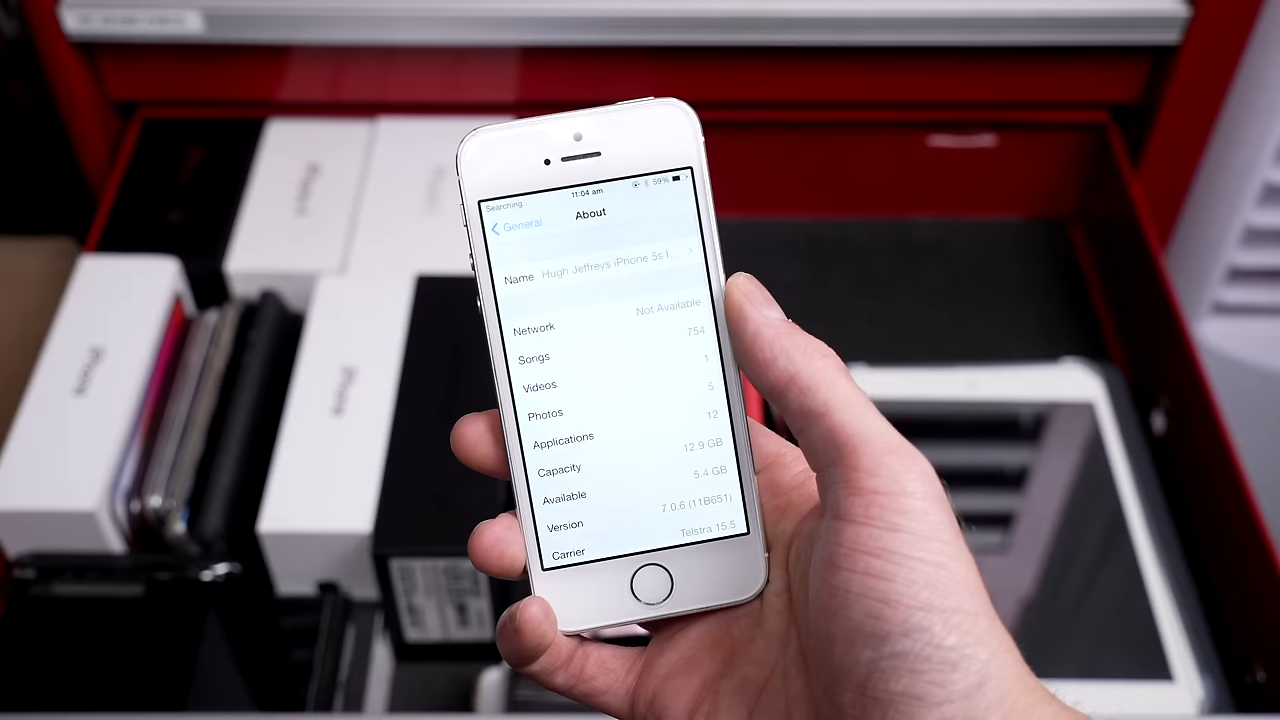 Searching...
11:04 am
59%
General
About
Name Hugh Jeffreys iPhone 5s I...
Network Not Available
Songs 754
Videos 1
Photos 5
Applications 12
Capacity 12.9 GB
Available 5.4 GB
Version 7.0.6 (11B651)
Carrier Telstra 15.5
iPhone
iPhone